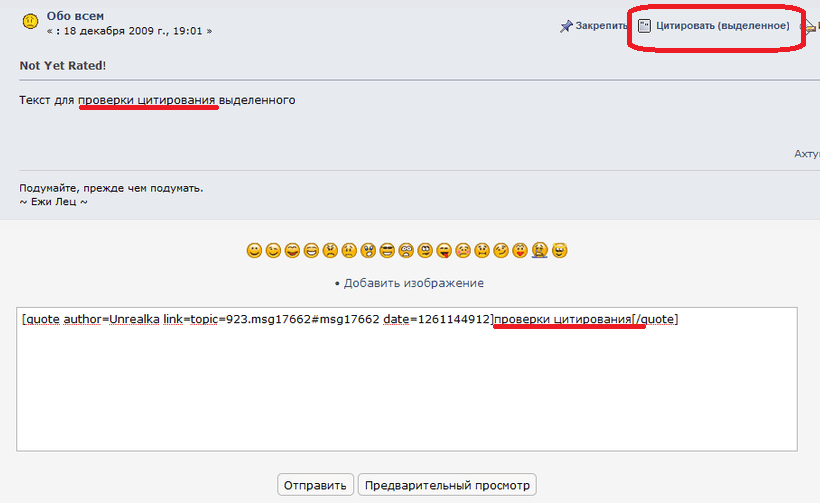 Обо всем
« : 18 декабря 2009 г., 19:01 »
Закрепить Цитировать (выделенное)
Not Yet Rated!
Текст для проверки цитирования выделенного
Подумайте, прежде чем подумать.
~ Ежи Лец ~
• Добавить изображение
[quote author=Unrealka link=topic=923.msg17662#msg17662 date=1261144912]проверки цитирования[/quote]
Отправить Предварительный просмотр